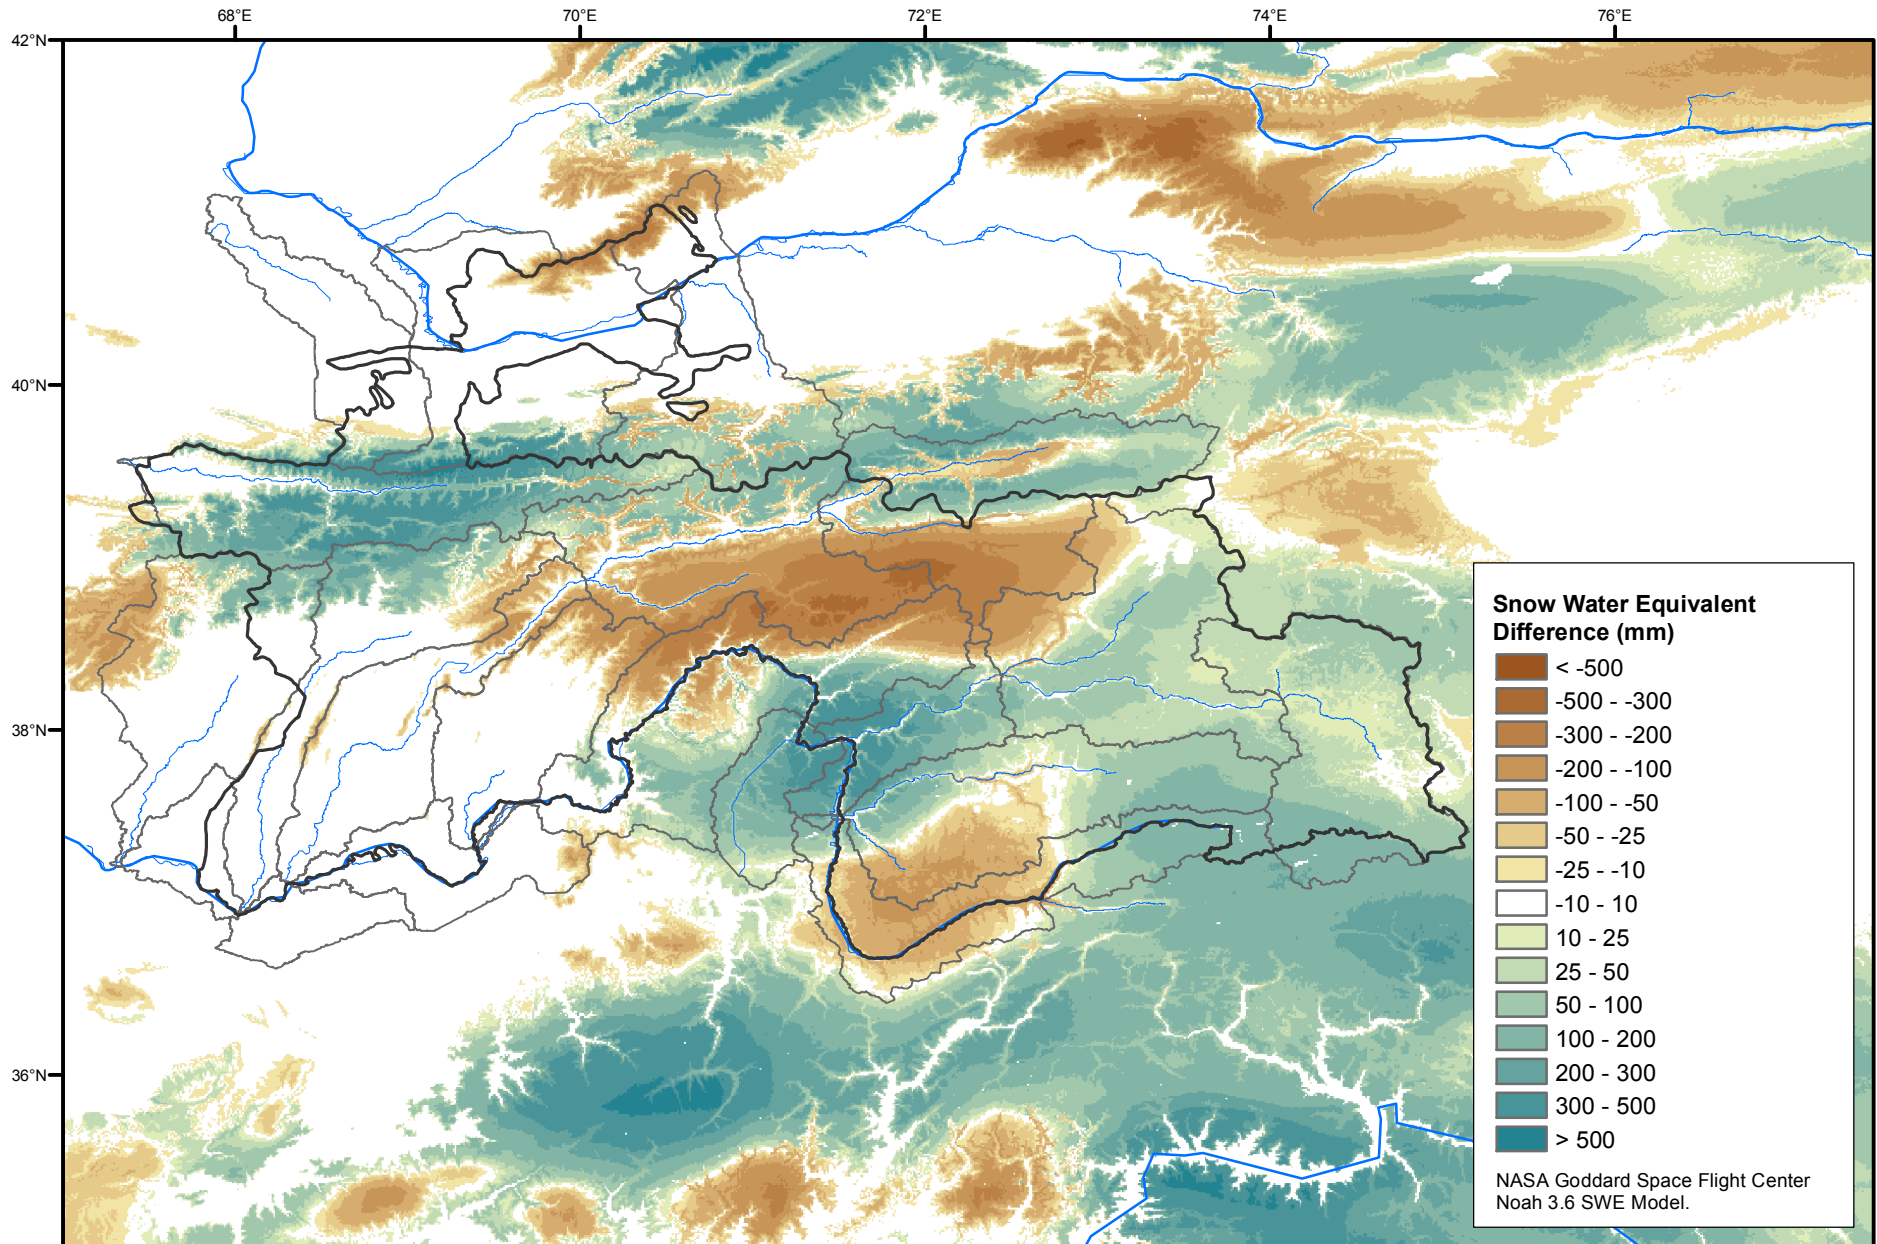 68°E 70°E 72°E 74°E 76°E
42°N
40°N
38°N
36°N
Snow Water Equivalent
Difference (mm)
< -500
-500 - -300
-300 - -200
-200 - -100
-100 - -50
-50 - -25
-25 - -10
-10 - 10
10 - 25
25 - 50
50 - 100
100 - 200
200 - 300
300 - 500
> 500
NASA Goddard Space Flight Center
Noah 3.6 SWE Model.